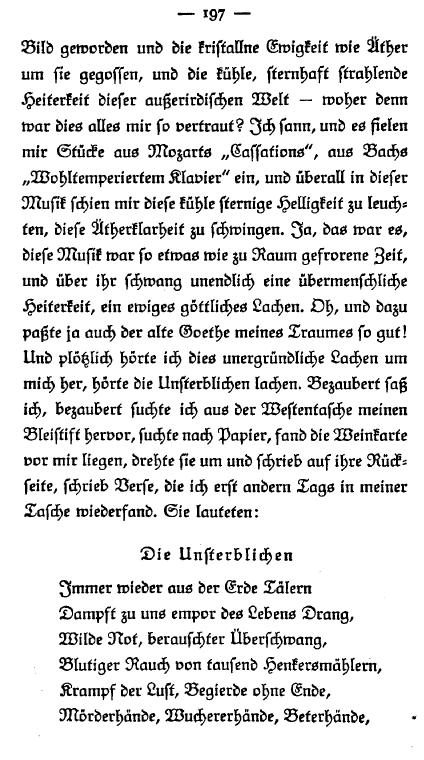 — 197 —
Bild geworden und die kristallne Ewigkeit wie Äther
um sie gegossen, und die kühle, sternhaft strahlende
Heiterkeit dieser außerirdischen Welt — woher denn
war dies alles mir so vertraut? Ich sann, und es fielen
mir Stücke aus Mozarts „Cassations“, aus Bachs
„Wohltemperiertem Klavier“ ein, und überall in dieser
Musik schien mir diese kühle sternige Helligkeit zu leuch-
ten, diese Ätherklarheit zu schwingen. Ja, das war es,
diese Musik war so etwas wie zu Raum gefrorene Zeit,
und über ihr schwang unendlich eine übermenschliche
Heiterkeit, ein ewiges göttliches Lachen. Oh, und dazu
paßte ja auch der alte Goethe meines Traumes so gut!
Und plötzlich hörte ich dies unergründliche Lachen um
mich her, hörte die Unsterblichen lachen. Bezaubert saß
ich, bezaubert suchte ich aus der Westentasche meinen
Bleistift hervor, suchte nach Papier, fand die Weinkarte
vor mir liegen, drehte sie um und schrieb auf ihre Rück-
seite, schrieb Verse, die ich erst andern Tags in meiner
Tasche wiederfand. Sie lauteten:
Die Unsterblichen
Immer wieder aus der Erde Tälern
Dampft zu uns empor des Lebens Drang,
Wilde Not, berauschter Überschwang,
Blutiger Rauch von tausend Henkersmählern,
Krampf der Lust, Begierde ohne Ende,
Mörderhände, Wuchererhände, Beterhände,